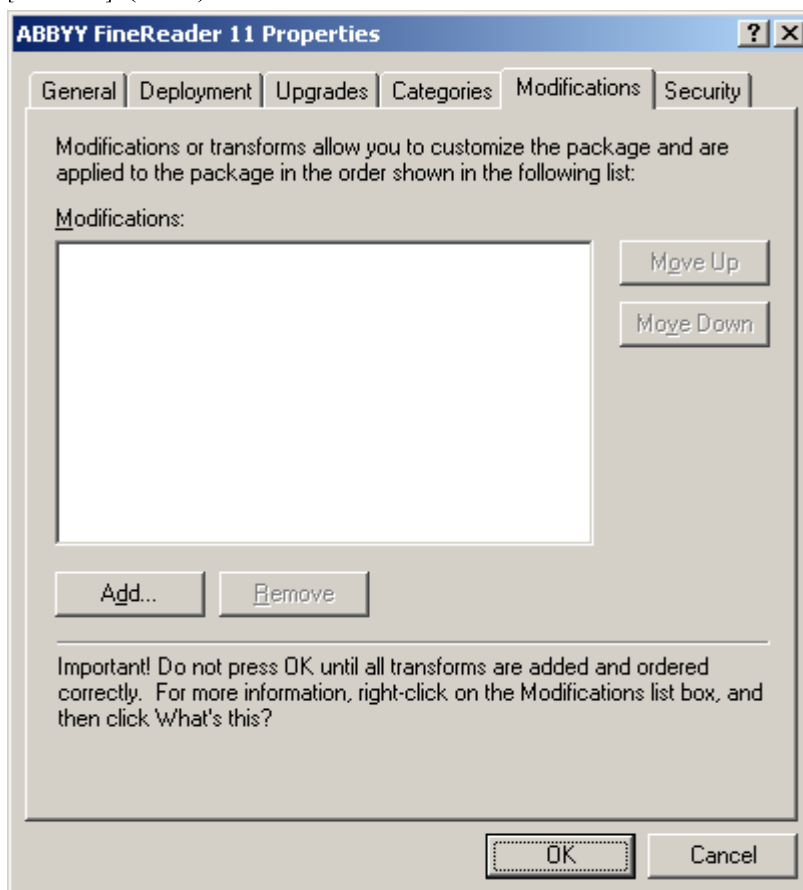 ABBYY FineReader 11 Properties
General Deployment Upgrades Categories Modifications Security
Modifications or transforms allow you to customize the package and are
applied to the package in the order shown in the following list:
Modifications:
Move Up
Move Down
Add... Remove
Important! Do not press OK until all transforms are added and ordered
correctly. For more information, right-click on the Modifications list box, and
then click What's this?
OK Cancel